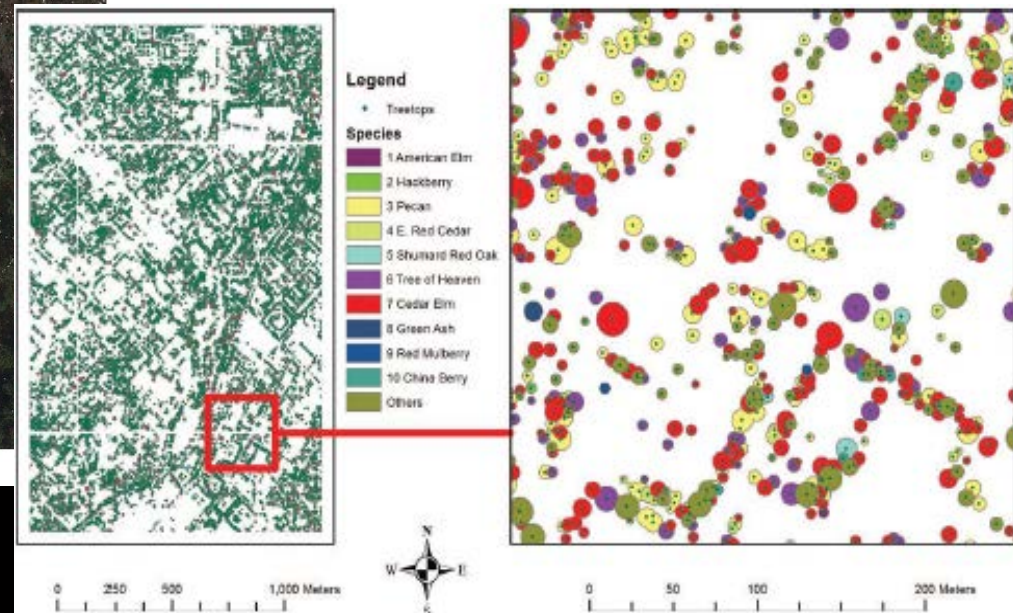 Legend
Treetops
Species
1 American Elm
2 Hackberry
3 Pecan
4 E. Red Cedar
5 Shumard Red Oak
6 Tree of Heaven
7 Cedar Elm
8 Green Ash
9 Red Mulberry
10 China Berry
Others
N
W E
S
0 250 500 1,000 Meters
0 50 100 200 Meters